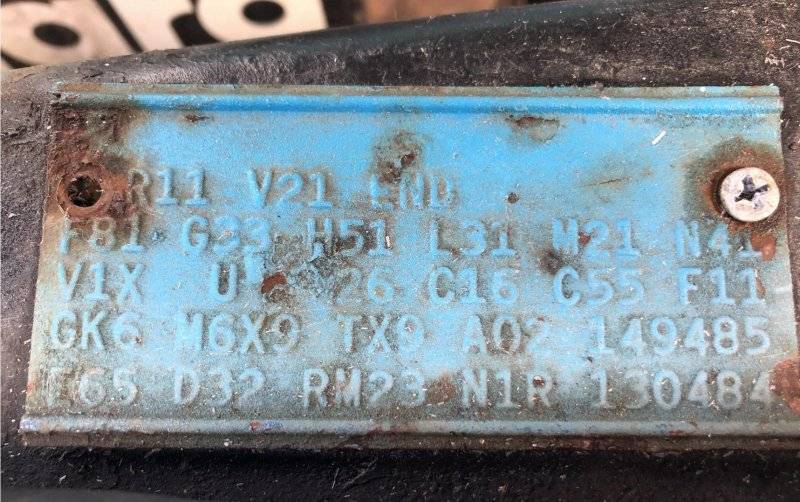 R11 V21 END
F81 G33 H51 L31 M21 N41
V1X U 26 C16 C55 F11
GK6 M6X9 TX9 A02 149485
E65 D32 RM23 N1R 130484